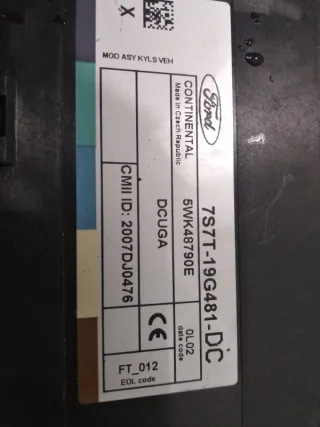 Ford
7S7T-19G481-DC
CONTINENTAL
Made in Czech Republic
5WK48790E
0L02
date code
MOD ASY KYLS VEH
DCUGA
CE
CMII ID: 2007DJ0476
FT_012
EOL code
X